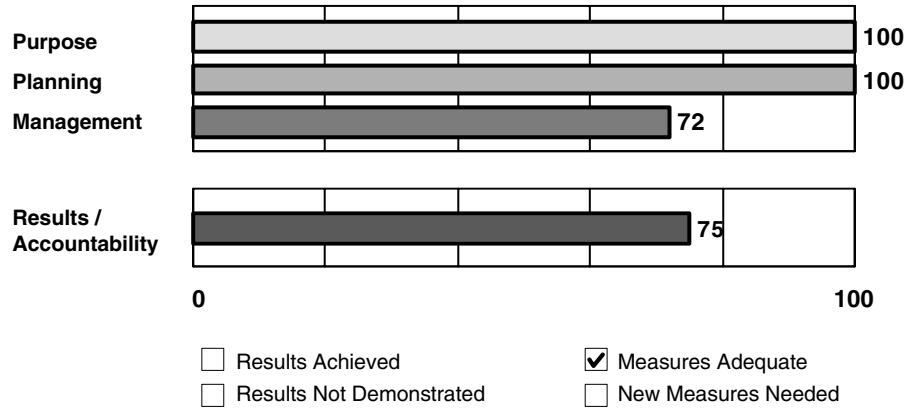 Purpose 100
Planning 100
Management 72
Results / 
Accountability 75
0 100
Results Achieved Measures Adequate
Results Not Demonstrated New Measures Needed